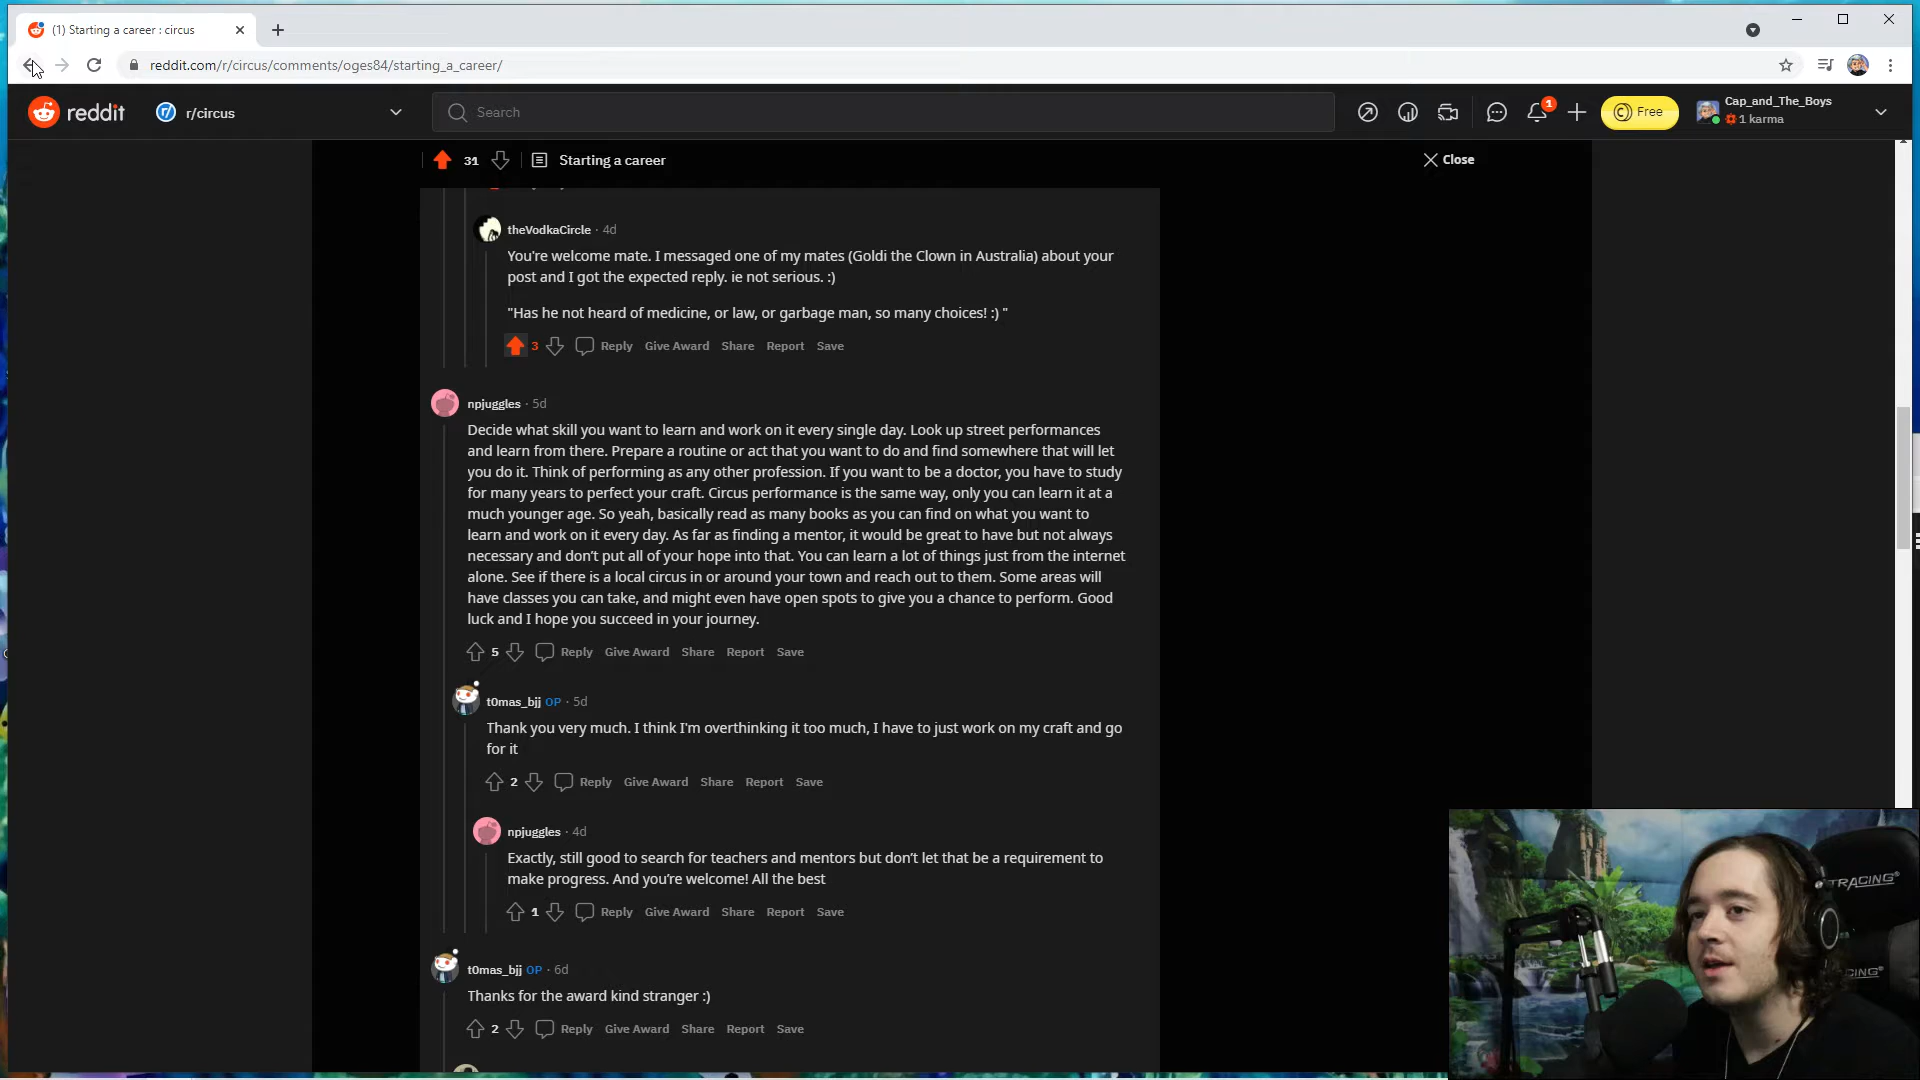 (1) Starting a career : circus
reddit.com/r/circus/comments/oges84/starting_a_career/
reddit
r/circus
Search
1
Free
Cap_and_The_Boys
1 karma
31
Starting a career
Close
theVodkaCircle · 4d
You're welcome mate. I messaged one of my mates (Goldi the Clown in Australia) about your
post and I got the expected reply. ie not serious. :)
"Has he not heard of medicine, or law, or garbage man, so many choices! :) "
3 Reply Give Award Share Report Save
npjuggles · 5d
Decide what skill you want to learn and work on it every single day. Look up street performances
and learn from there. Prepare a routine or act that you want to do and find somewhere that will let
you do it. Think of performing as any other profession. If you want to be a doctor, you have to study
for many years to perfect your craft. Circus performance is the same way, only you can learn it at a
much younger age. So yeah, basically read as many books as you can find on what you want to
learn and work on it every day. As far as finding a mentor, it would be great to have but not always
necessary and don’t put all of your hope into that. You can learn a lot of things just from the internet
alone. See if there is a local circus in or around your town and reach out to them. Some areas will
have classes you can take, and might even have open spots to give you a chance to perform. Good
luck and I hope you succeed in your journey.
5 Reply Give Award Share Report Save
t0mas_bjj OP · 5d
Thank you very much. I think I'm overthinking it too much, I have to just work on my craft and go
for it
2 Reply Give Award Share Report Save
npjuggles · 4d
Exactly, still good to search for teachers and mentors but don’t let that be a requirement to
make progress. And you’re welcome! All the best
1 Reply Give Award Share Report Save
t0mas_bjj OP · 6d
Thanks for the award kind stranger :)
2 Reply Give Award Share Report Save
TRACING
ACING